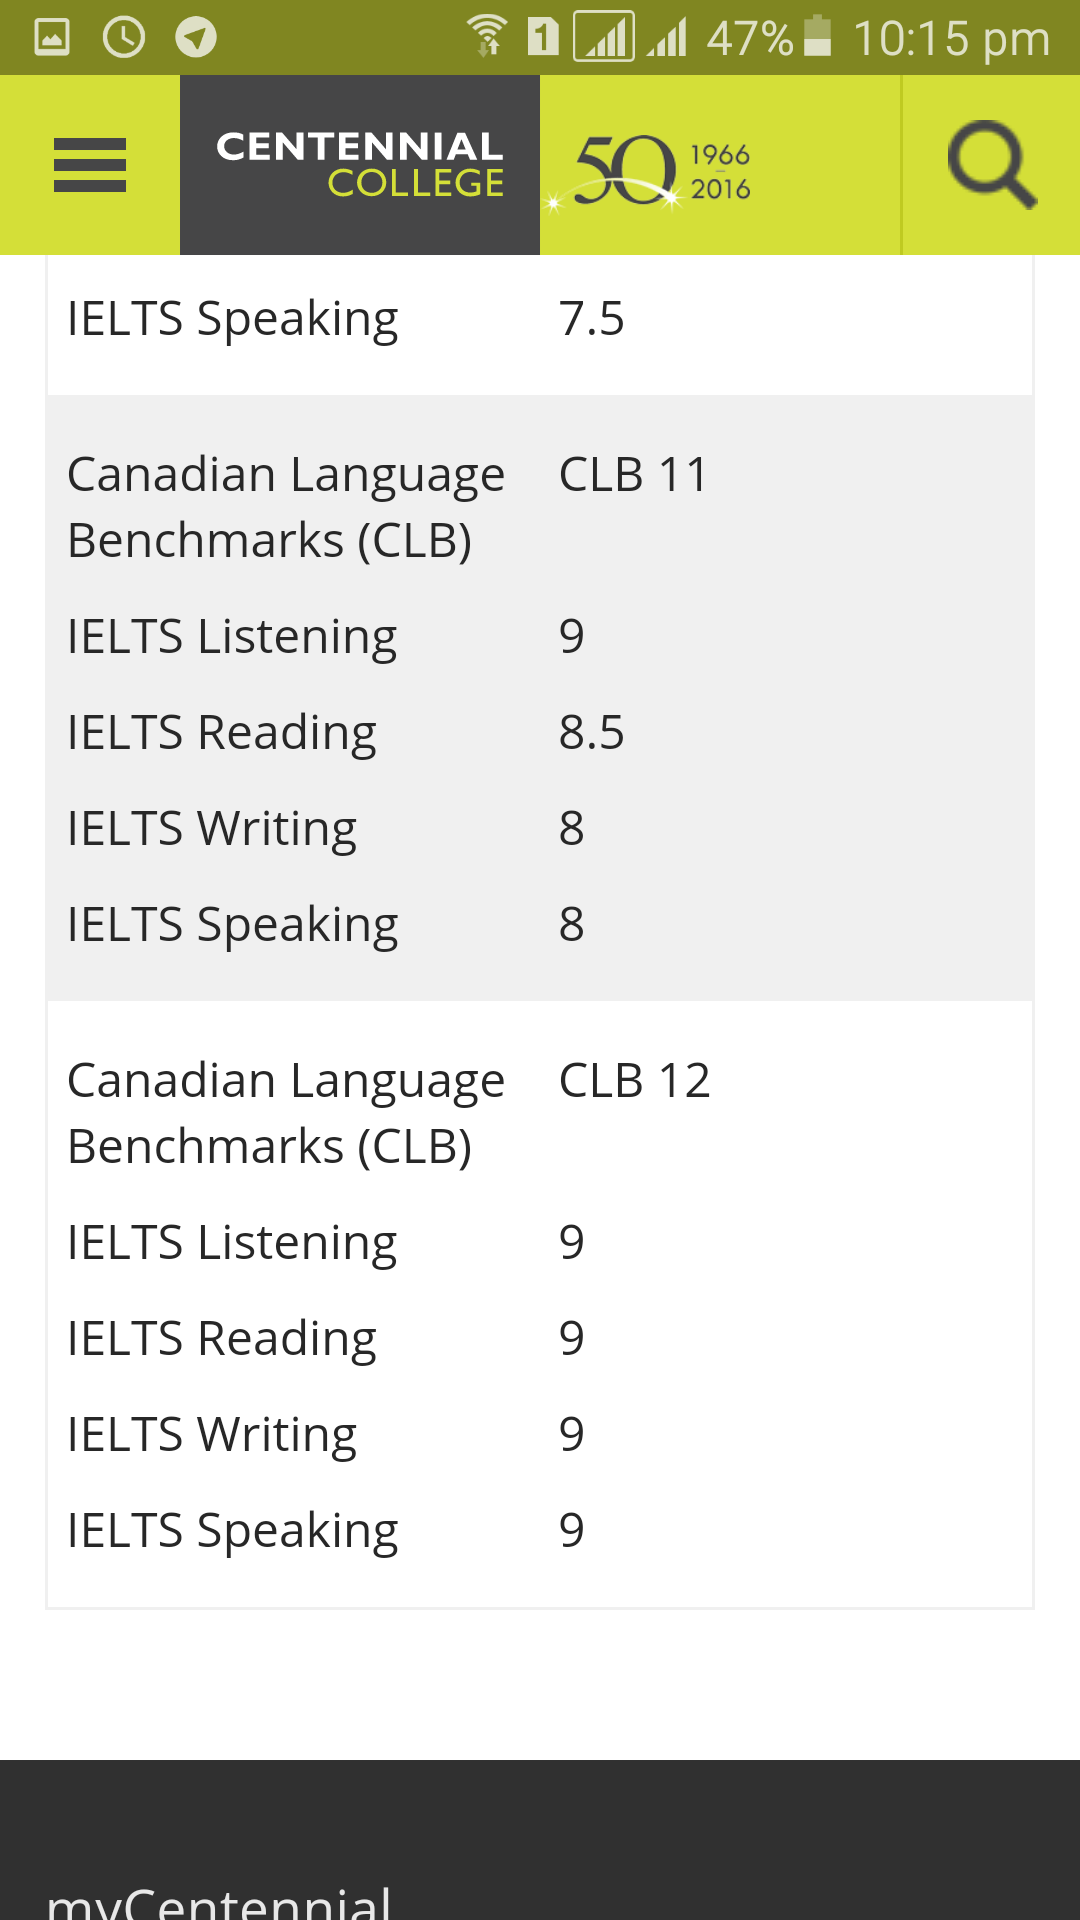 1 47% 10:15 pm
CENTENNIAL
COLLEGE
50 1966
2016
IELTS Speaking 7.5
Canadian Language CLB 11
Benchmarks (CLB)
IELTS Listening 9
IELTS Reading 8.5
IELTS Writing 8
IELTS Speaking 8
Canadian Language CLB 12
Benchmarks (CLB)
IELTS Listening 9
IELTS Reading 9
IELTS Writing 9
IELTS Speaking 9
myCentennial